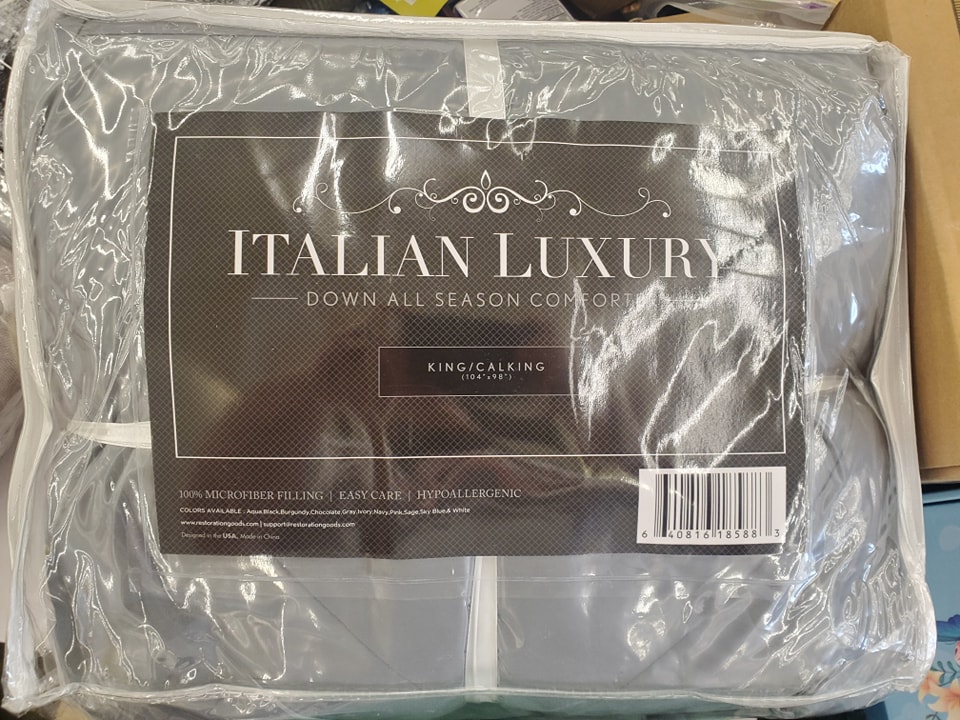 ITALIAN LUXURY
DOWN ALL SEASON COMFORTER
KING/CALKING
(104"x98")
100% MICROFIBER FILLING | EASY CARE | HYPOALLERGENIC
COLORS AVAILABLE : Aqua,Black,Burgundy,Chocolate,Gray,Ivory,Navy,Pink,Sage,Sky Blue,& White
www.restorationgoods.com | support@restorationgoods.com
Designed in the USA, Made in China
6 40816 18588 3